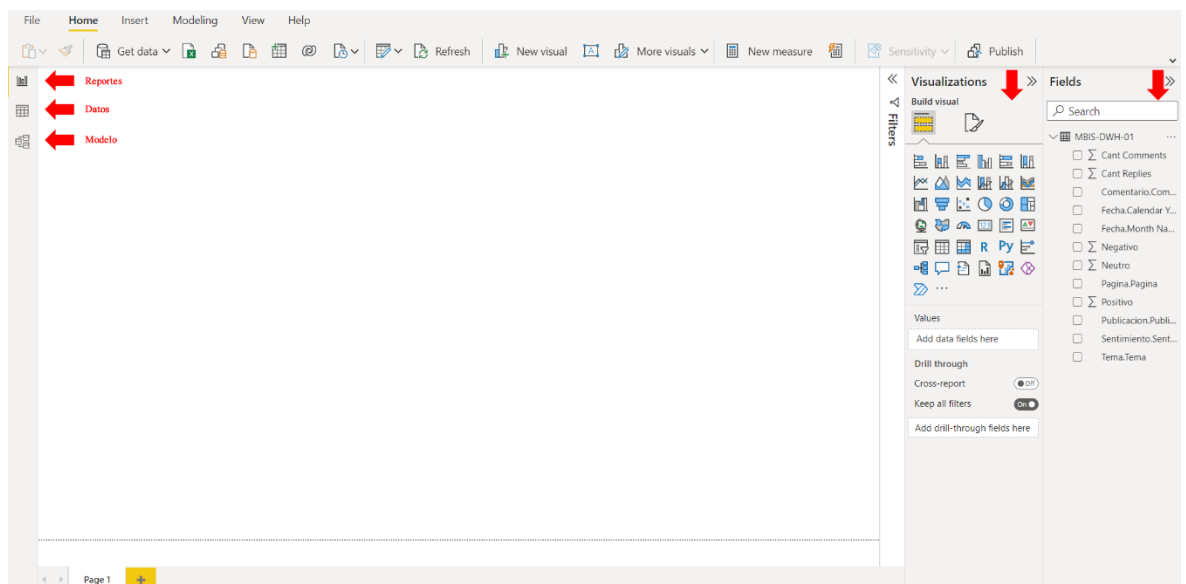 File Home Insert Modeling View Help
Get data Refresh New visual More visuals New measure Sensitivity Publish
Reportes
Datos
Modelo
Filters
Visualizations
Build visual
123
R Py
Values
Add data fields here
Drill through
Cross-report Off
Keep all filters On
Add drill-through fields here
Fields
Search
MBIS-DWH-01 ...
∑ Cant Comments
∑ Cant Replies
Comentario.Com...
Fecha.Calendar Y...
Fecha.Month Na...
∑ Negativo
∑ Neutro
Pagina.Pagina
∑ Positivo
Publicacion.Publi...
Sentimiento.Sent...
Tema.Tema
Page 1 +